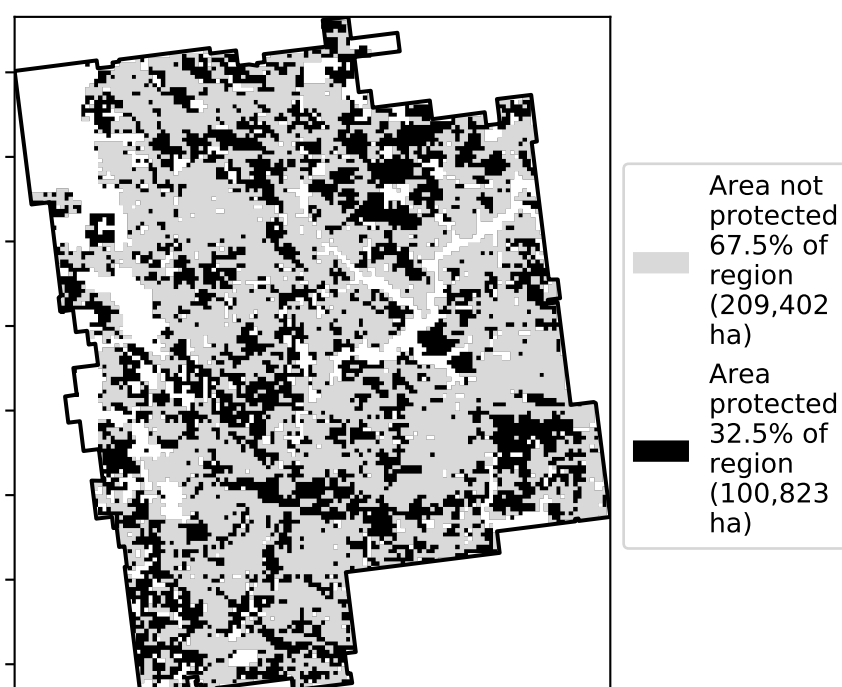 Area not
protected
67.5% of
region
(209,402
ha)
Area
protected
32.5% of
region
(100,823
ha)